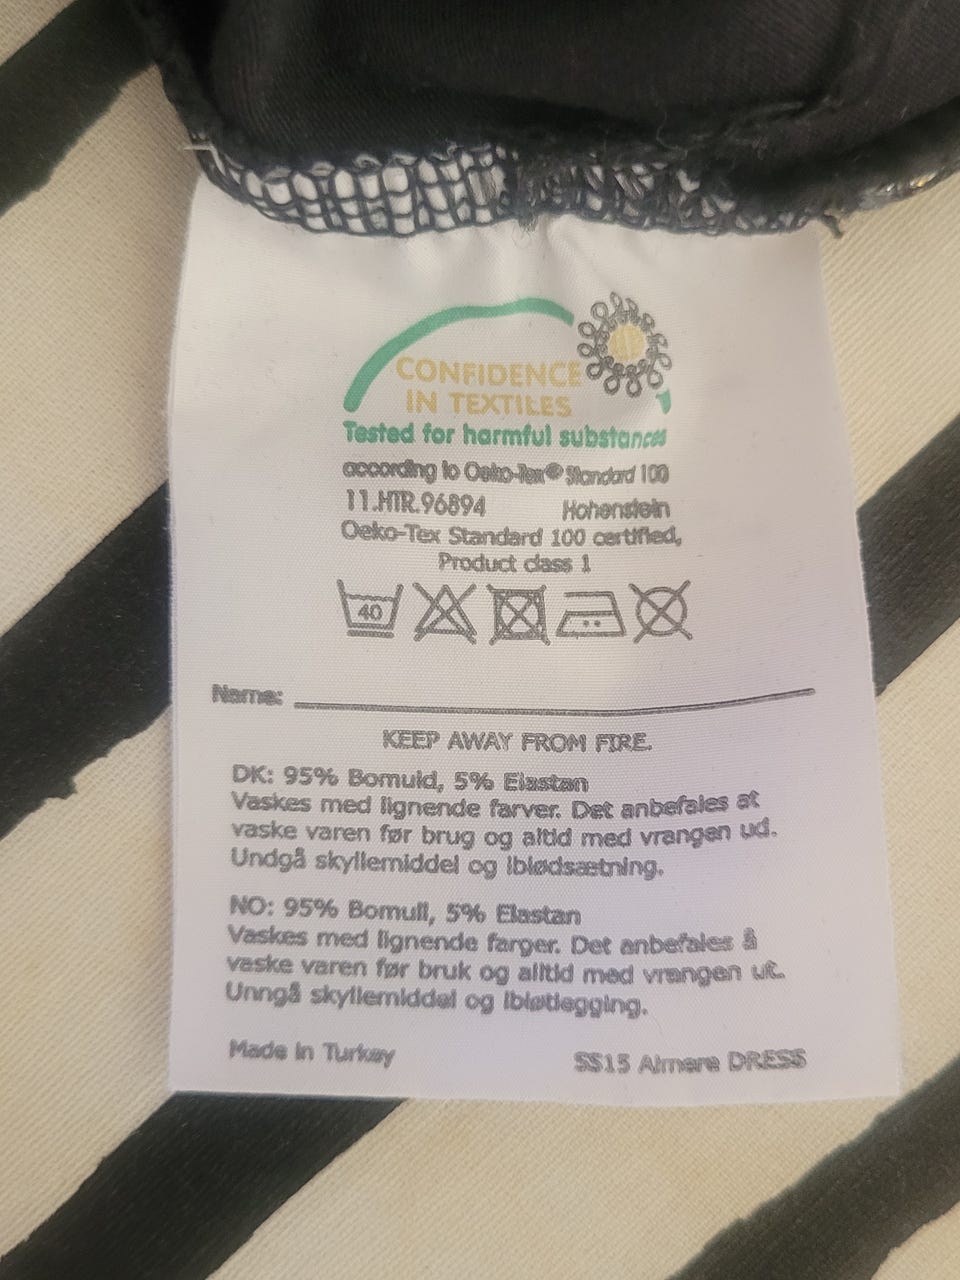 CONFIDENCE
IN TEXTILES
Tested for harmful substances
according to Oeko-Tex® Standard 100
11.HTR.96894 Hohenstein
Oeko-Tex Standard 100 certified,
Product class 1
40
Name:
KEEP AWAY FROM FIRE.
DK: 95% Bomuld, 5% Elastan
Vaskes med lignende farver. Det anbefales at
vaske varen før brug og altid med vrangen ud.
Undgå skyllemiddel og iblødsætning.
NO: 95% Bomull, 5% Elastan
Vaskes med lignende farger. Det anbefales å
vaske varen før bruk og alltid med vrangen ut.
Unngå skyllemiddel og ibløtlegging.
Made in Turkey
SS15 Almere DRESS